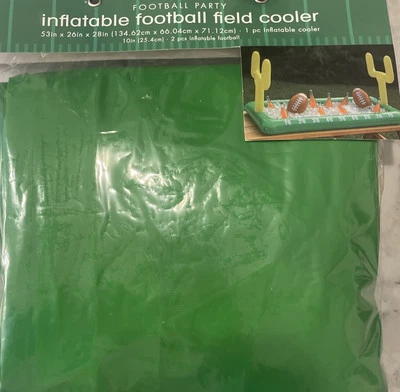 FOOTBALL PARTY
inflatable football field cooler
53in x 26in x 28in (134.62cm x 66.04cm x 71.12cm) · 1 pc inflatable cooler
10in (25.4cm) · 2 pcs inflatable football